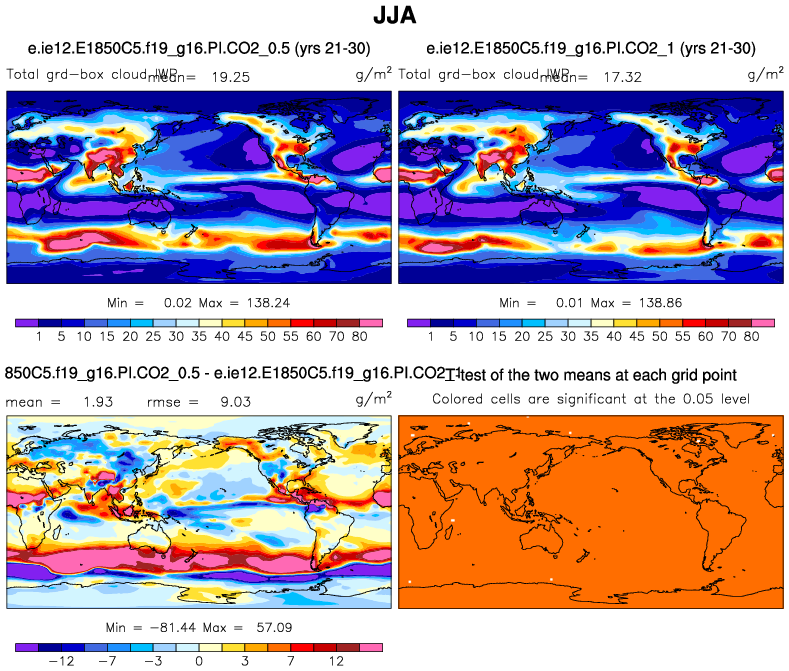 JJA
e.ie12.E1850C5.f19_g16.PI.CO2_0.5 (yrs 21-30)
Total grd-box cloud IWP mean= 19.25 g/m2
Min = 0.02 Max = 138.24
1 5 10 15 20 25 30 35 40 45 50 55 60 70 80
e.ie12.E1850C5.f19_g16.PI.CO2_1 (yrs 21-30)
Total grd-box cloud IWP mean= 17.32 g/m2
Min = 0.01 Max = 138.86
1 5 10 15 20 25 30 35 40 45 50 55 60 70 80
850C5.f19_g16.PI.CO2_0.5 - e.ie12.E1850C5.f19_g16.PI.CO2_1
mean = 1.93 rmse = 9.03 g/m2
Min = -81.44 Max = 57.09
-12 -7 -3 0 3 7 12
T-test of the two means at each grid point
Colored cells are significant at the 0.05 level